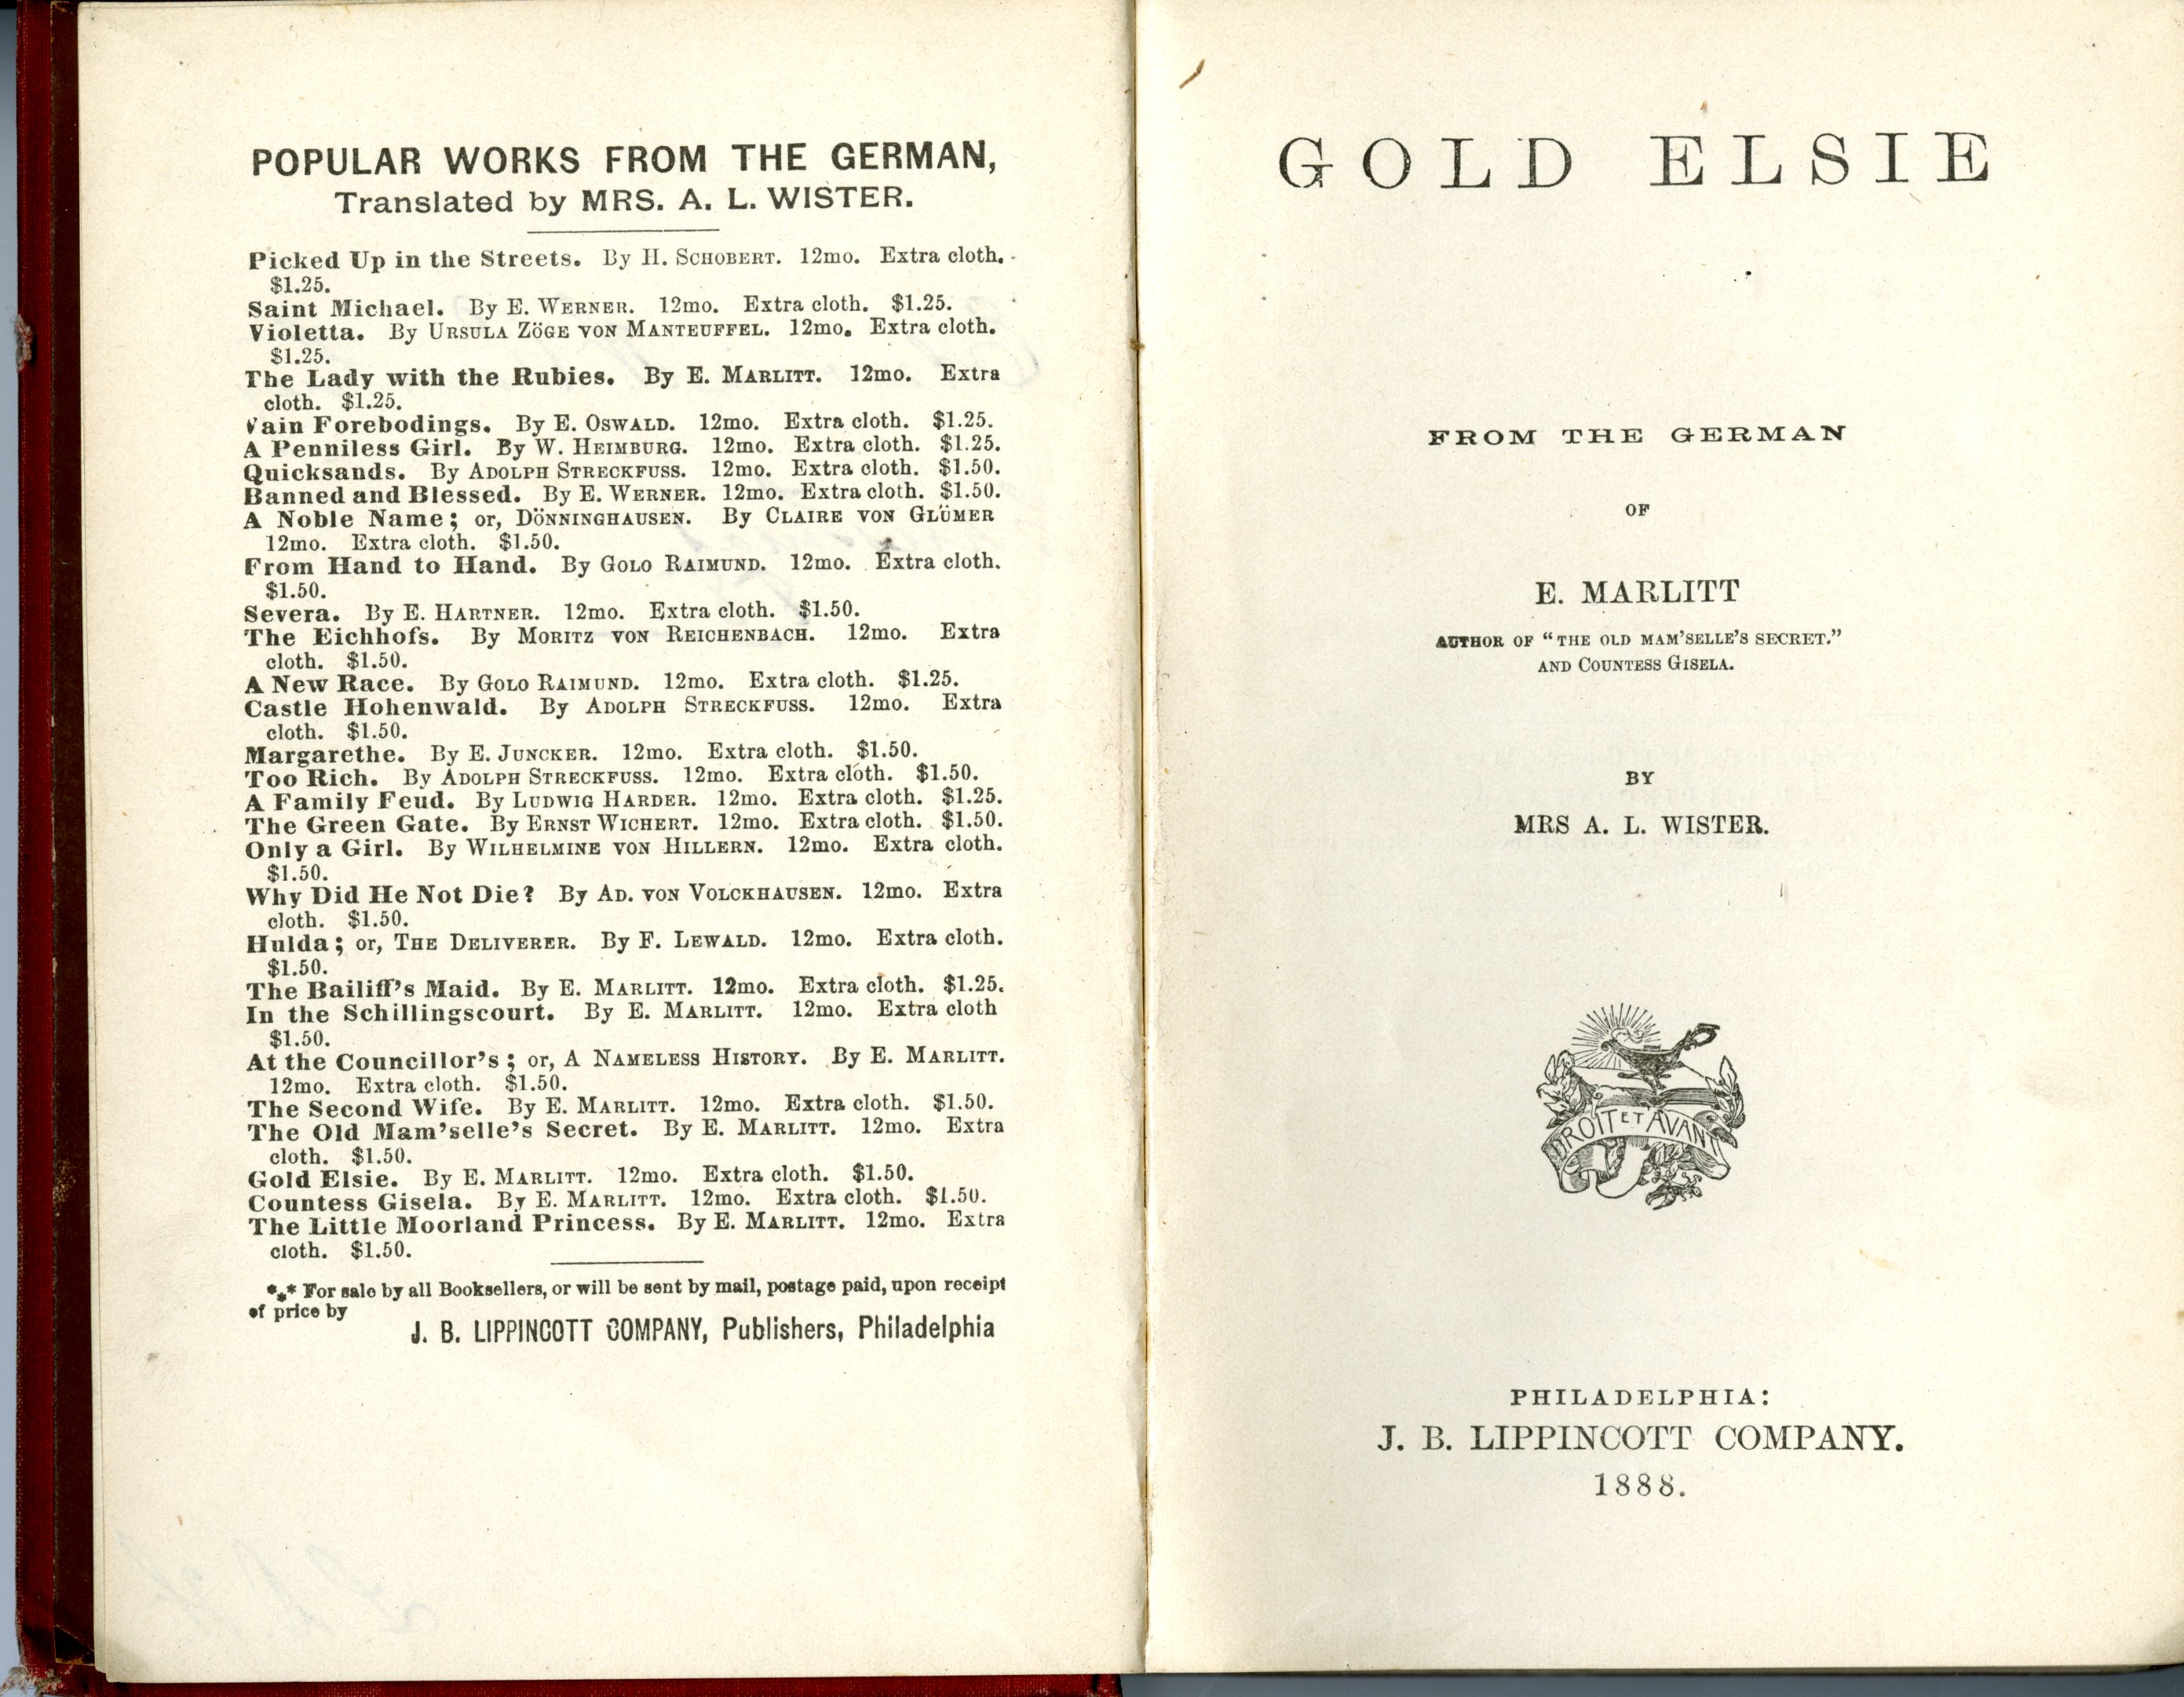 POPULAR WORKS FROM THE GERMAN,
Translated by MRS. A. L. WISTER.
Picked Up in the Streets. By H. SCHOBERT. 12mo. Extra cloth.
$1.25.
Saint Michael. By E. WERNER. 12mo. Extra cloth. $1.25.
Violetta. By URSULA ZÖGE VON MANTEUFFEL. 12mo. Extra cloth.
$1.25.
The Lady with the Rubies. By E. MARLITT. 12mo. Extra
cloth. $1.25.
Vain Forebodings. By E. OSWALD. 12mo. Extra cloth. $1.25.
A Penniless Girl. By W. HEIMBURG. 12mo. Extra cloth. $1.25.
Quicksands. By ADOLPH STRECKFUSS. 12mo. Extra cloth. $1.50.
Banned and Blessed. By E. WERNER. 12mo. Extra cloth. $1.50.
A Noble Name; or, DÖNNINGHAUSEN. By CLAIRE VON GLÜMER
12mo. Extra cloth. $1.50.
From Hand to Hand. By GOLO RAIMUND. 12mo. Extra cloth.
$1.50.
Severa. By E. HARTNER. 12mo. Extra cloth. $1.50.
The Eichhofs. By MORITZ VON REICHENBACH. 12mo. Extra
cloth. $1.50.
A New Race. By GOLO RAIMUND. 12mo. Extra cloth. $1.25.
Castle Hohenwald. By ADOLPH STRECKFUSS. 12mo. Extra
cloth. $1.50.
Margarethe. By E. JUNCKER. 12mo. Extra cloth. $1.50.
Too Rich. By ADOLPH STRECKFUSS. 12mo. Extra cloth. $1.50.
A Family Feud. By LUDWIG HARDER. 12mo. Extra cloth. $1.25.
The Green Gate. By ERNST WICHERT. 12mo. Extra cloth. $1.50.
Only a Girl. By WILHELMINE VON HILLERN. 12mo. Extra cloth.
$1.50.
Why Did He Not Die? By AD. VON VOLCKHAUSEN. 12mo. Extra
cloth. $1.50.
Hulda; or, THE DELIVERER. By F. LEWALD. 12mo. Extra cloth.
$1.50.
The Bailiff's Maid. By E. MARLITT. 12mo. Extra cloth. $1.25.
In the Schillingscourt. By E. MARLITT. 12mo. Extra cloth
$1.50.
At the Councillor's; or, A NAMELESS HISTORY. By E. MARLITT.
12mo. Extra cloth. $1.50.
The Second Wife. By E. MARLITT. 12mo. Extra cloth. $1.50.
The Old Mam'selle's Secret. By E. MARLITT. 12mo. Extra
cloth. $1.50.
Gold Elsie. By E. MARLITT. 12mo. Extra cloth. $1.50.
Countess Gisela. By E. MARLITT. 12mo. Extra cloth. $1.50.
The Little Moorland Princess. By E. MARLITT. 12mo. Extra
cloth. $1.50.
*** For sale by all Booksellers, or will be sent by mail, postage paid, upon receipt
of price by
J. B. LIPPINCOTT COMPANY, Publishers, Philadelphia
GOLD ELSIE
FROM THE GERMAN
OF
E. MARLITT
AUTHOR OF "THE OLD MAM'SELLE'S SECRET."
AND COUNTESS GISELA.
BY
MRS A. L. WISTER.
DROIT ET AVANT
PHILADELPHIA:
J. B. LIPPINCOTT COMPANY.
1888.